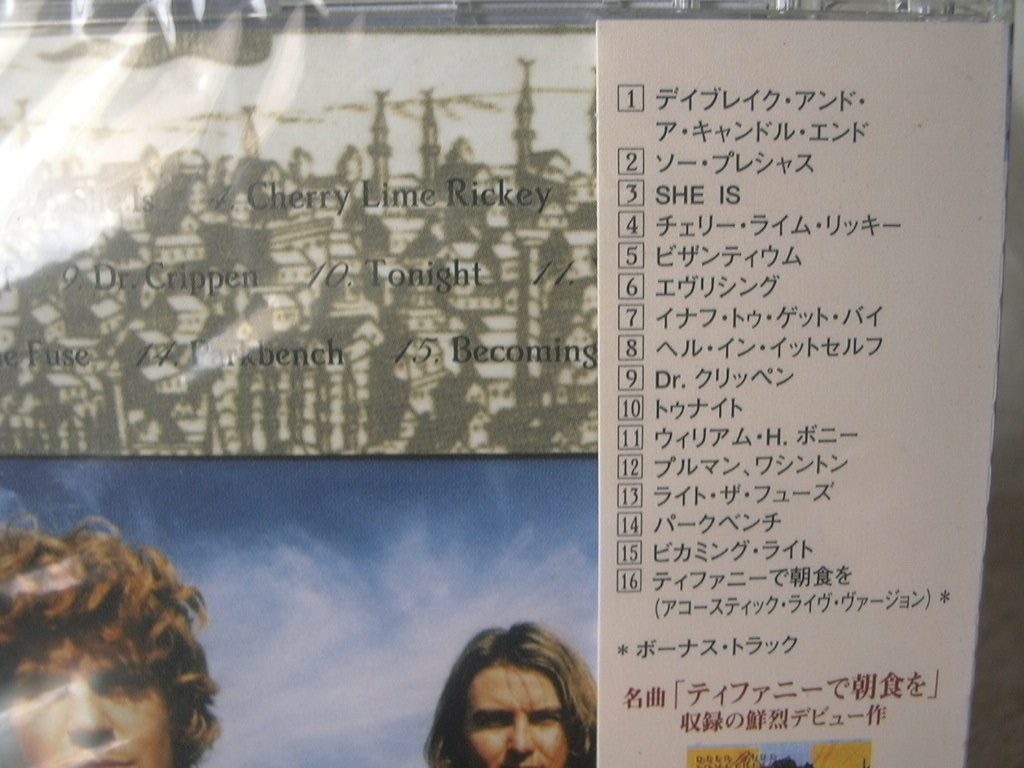 She Is 4. Cherry Lime Rickey
9. Dr. Crippen 10. Tonight 11.
Fuse 14. Parkbench 15. Becoming
1 デイブレイク・アンド・
ア・キャンドル・エンド
2 ソー・プレシャス
3 SHE IS
4 チェリー・ライム・リッキー
5 ビザンティウム
6 エヴリシング
7 イナフ・トゥ・ゲット・バイ
8 ヘル・イン・イットセルフ
9 Dr. クリッペン
10 トゥナイト
11 ウィリアム・H. ボニー
12 プルマン、ワシントン
13 ライト・ザ・フューズ
14 パークベンチ
15 ビカミング・ライト
16 ティファニーで朝食を
(アコースティック・ライヴ・ヴァージョン) *
* ボーナス・トラック
名曲「ティファニーで朝食を」
収録の鮮烈デビュー作